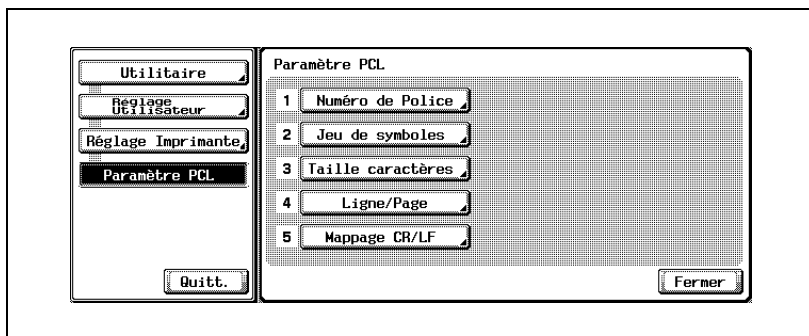 Utilitaire
Réglage
Utilisateur
Réglage Imprimante
Paramètre PCL
Quitt.
Paramètre PCL
1 Numéro de Police
2 Jeu de symboles
3 Taille caractères
4 Ligne/Page
5 Mappage CR/LF
Fermer